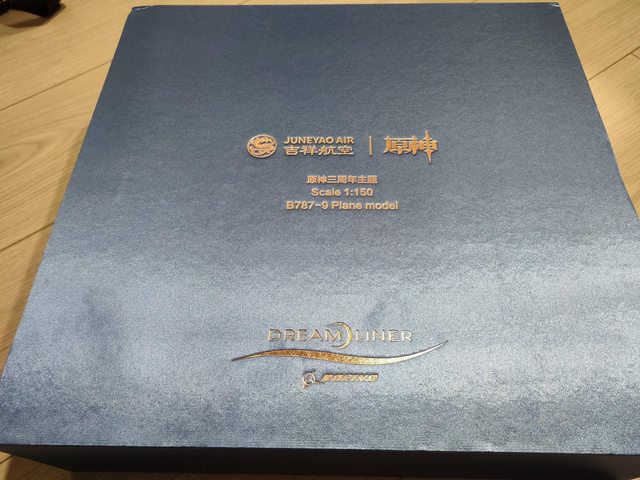 JUNEYAO AIR
吉祥航空
原神
原神三周年主题
Scale 1:150
B787-9 Plane model
DREAMLINER
BOEING